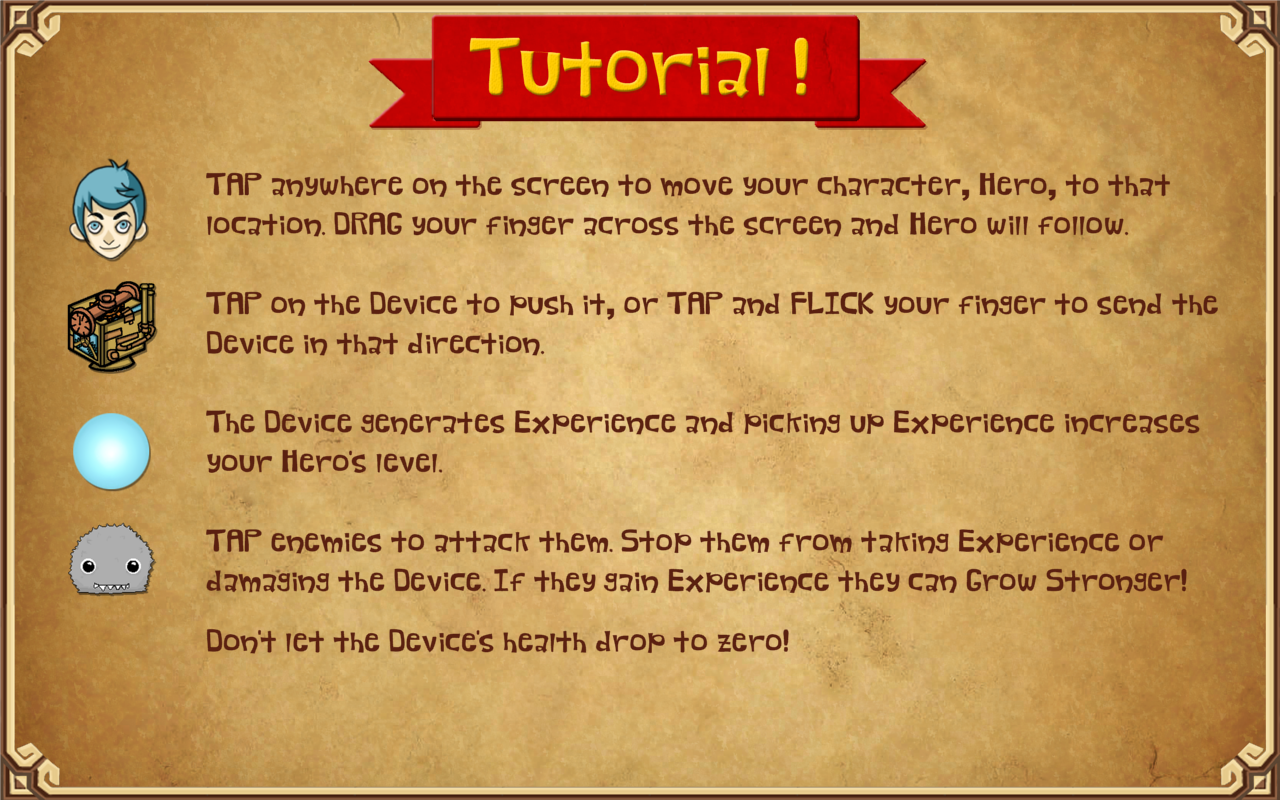 Tutorial !
TAP anywhere on the screen to move your character, Hero, to that
location. DRAG your finger across the screen and Hero will follow.
TAP on the Device to push it, or TAP and FLICK your finger to send the
Device in that direction.
The Device generates Experience and picking up Experience increases
your Hero's level.
TAP enemies to attack them. Stop them from taking Experience or
damaging the Device. If they gain Experience they can Grow Stronger!
Don't let the Device's health drop to zero!